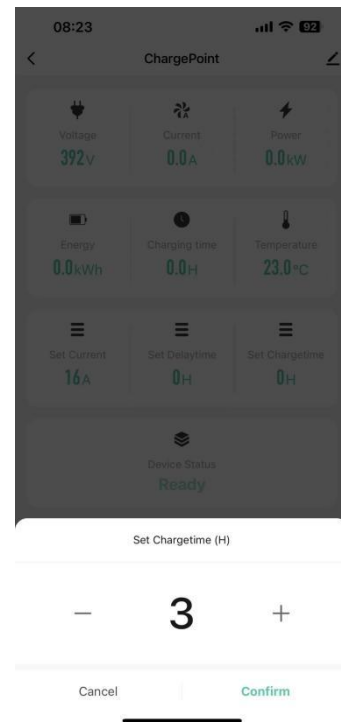 08:23 92
ChargePoint
Voltage Current Power
392V 0.0A 0.0kW
Energy Charging time Temperature
0.0kWh 0.0H 23.0°C
Set Current Set Delaytime Set Chargetime
16A 0H 0H
Device Status
Ready
Set Chargetime (H)
− 3 +
Cancel Confirm